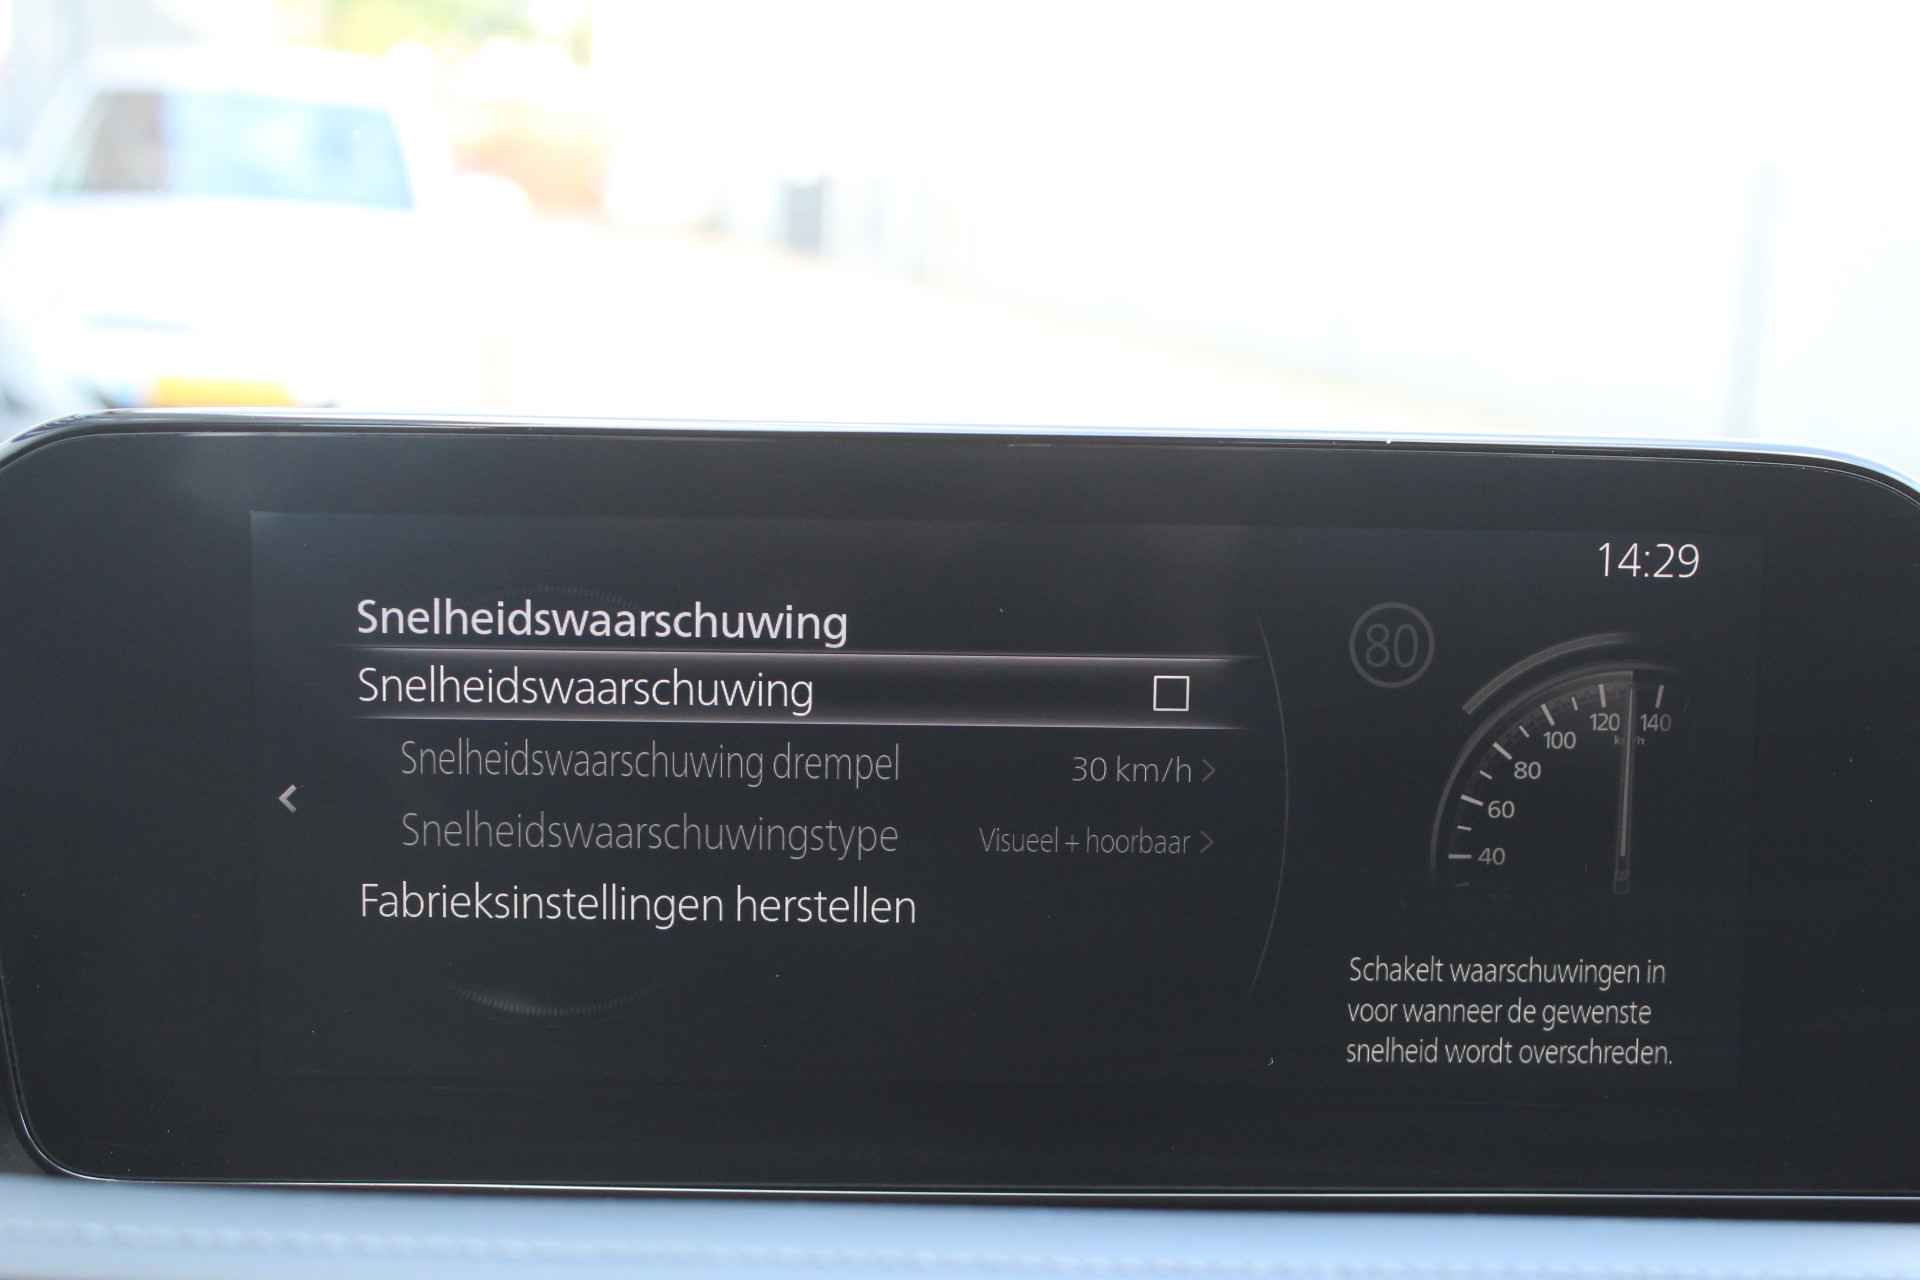 14:29
Snelheidswaarschuwing
Snelheidswaarschuwing
Snelheidswaarschuwing drempel 30 km/h >
Snelheidswaarschuwingstype Visueel + hoorbaar >
Fabrieksinstellingen herstellen
80
140
120
100
80
60
40
Schakelt waarschuwingen in
voor wanneer de gewenste
snelheid wordt overschreden.